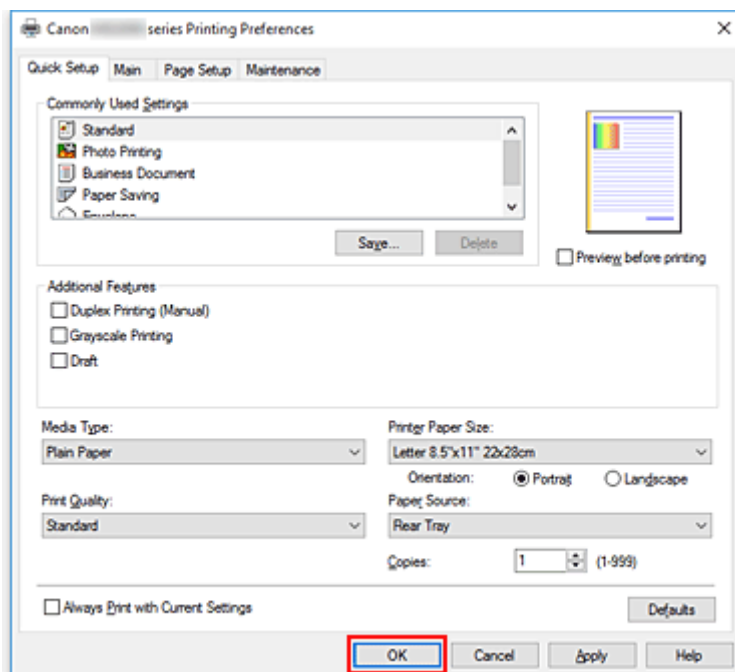 Canon series Printing Preferences
Quick Setup Main Page Setup Maintenance
Commonly Used Settings
Standard
Photo Printing
Business Document
Paper Saving
Envelope
Save... Delete
Preview before printing
Additional Features
Duplex Printing (Manual)
Grayscale Printing
Draft
Media Type: Printer Paper Size:
Plain Paper Letter 8.5"x11" 22x28cm
Orientation: Portrait Landscape
Print Quality: Paper Source:
Standard Rear Tray
Copies: 1 (1-999)
Always Print with Current Settings Defaults
OK Cancel Apply Help